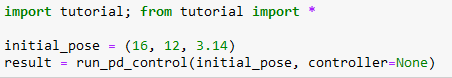 import tutorial; from tutorial import *
initial_pose = (16, 12, 3.14)
result = run_pd_control(initial_pose, controller=None)